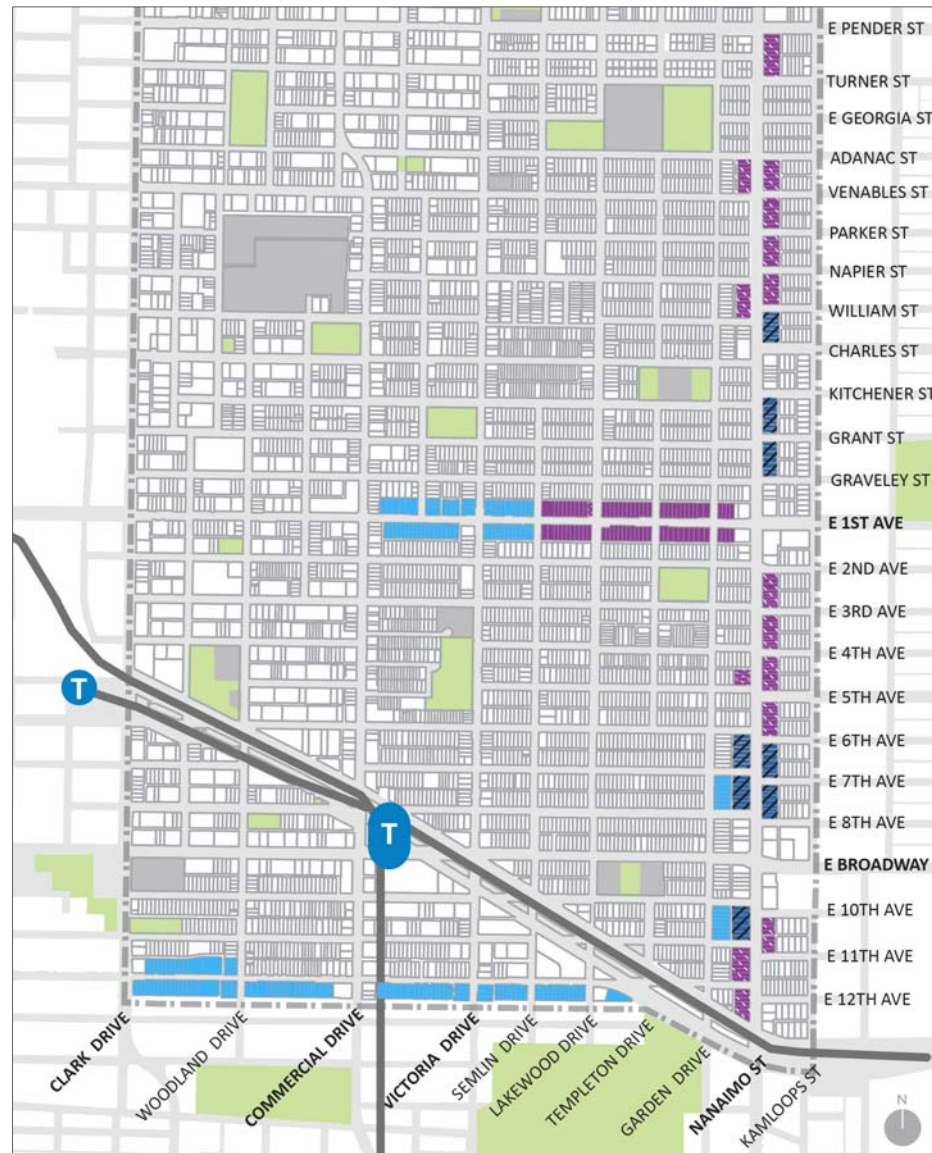 E PENDER ST
TURNER ST
E GEORGIA ST
ADANAC ST
VENABLES ST
PARKER ST
NAPIER ST
WILLIAM ST
CHARLES ST
KITCHENER ST
GRANT ST
GRAVELEY ST
E 1ST AVE
E 2ND AVE
E 3RD AVE
E 4TH AVE
E 5TH AVE
E 6TH AVE
E 7TH AVE
E 8TH AVE
E BROADWAY
E 10TH AVE
E 11TH AVE
E 12TH AVE
T
T
CLARK DRIVE
WOODLAND DRIVE
COMMERCIAL DRIVE
VICTORIA DRIVE
SEMLIN DRIVE
LAKEWOOD DRIVE
TEMPLETON DRIVE
GARDEN DRIVE
NANAIMO ST
KAMLOOPS ST
N